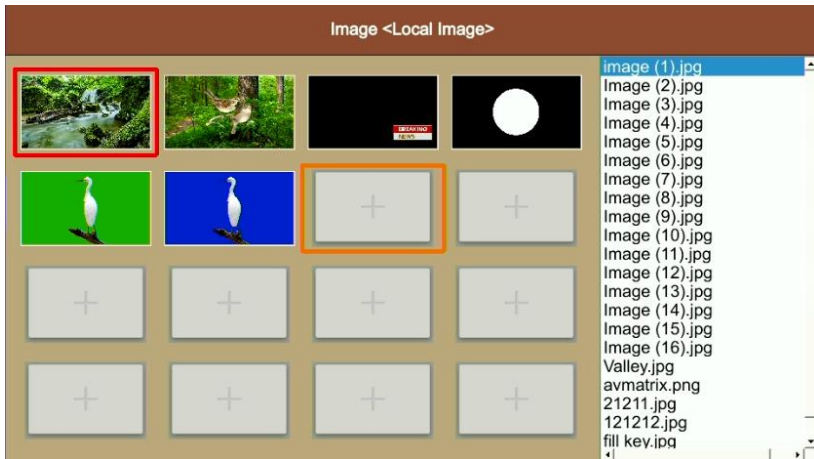 Image <Local Image>
BREAKING
NEWS
image (1).jpg
Image (2).jpg
Image (3).jpg
Image (4).jpg
Image (5).jpg
Image (6).jpg
Image (7).jpg
Image (8).jpg
Image (9).jpg
Image (10).jpg
Image (11).jpg
Image (12).jpg
Image (13).jpg
Image (14).jpg
Image (15).jpg
Image (16).jpg
Valley.jpg
avmatrix.png
21211.jpg
121212.jpg
fill key.jpg